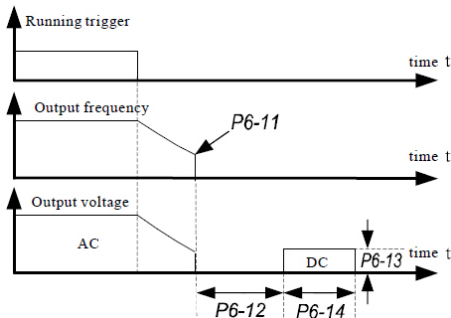 Running trigger
time t
Output frequency
P6-11
time t
Output voltage
AC
DC
P6-13
time t
P6-12
P6-14